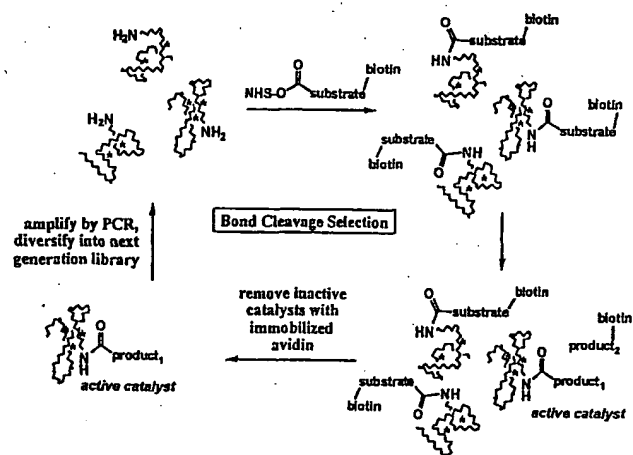 H₂N
H₂N
NH₂
NHS-O
O
substrate
biotin
O
substrate
biotin
HN
O
N
H
substrate
biotin
substrate
biotin
O
NH
amplify by PCR,
diversify into next
generation library
Bond Cleavage Selection
remove inactive
catalysts with
immobilized
avidin
O
N
H
product₁
active catalyst
O
substrate
biotin
HN
substrate
biotin
O
NH
biotin
product₂
O
N
H
product₁
active catalyst